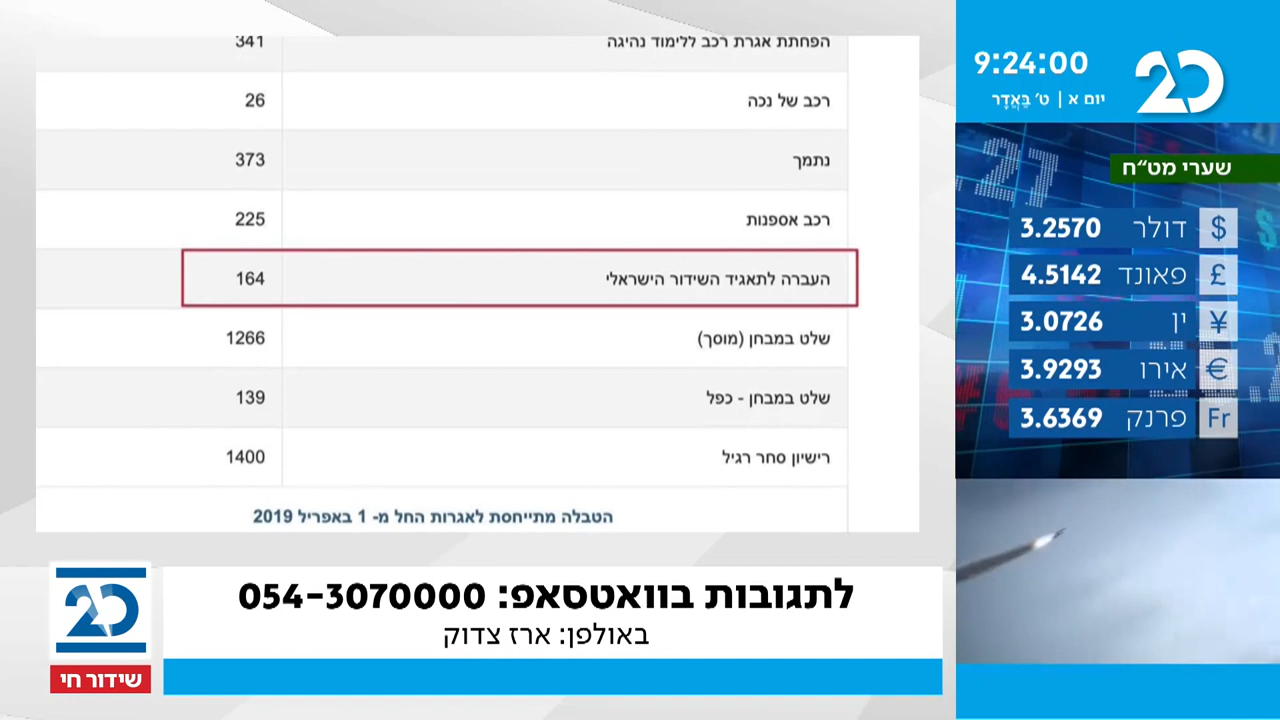 הפחתת אגרת רכב ללימוד נהיגה 341
רכב של נכה 26
נתמך 373
רכב אספנות 225
העברה לתאגיד השידור הישראלי 164
שלט במבחן (מוסך) 1266
שלט במבחן - כפל 139
רישיון סחר רגיל 1400
הטבלה מתייחסת לאגרות החל מ- 1 באפריל 2019
9:24:00
20
יום א | ט׳ בַּאֲדָר
27
שערי מט״ח
$ דולר 3.2570
£ פאונד 4.5142
¥ ין 3.0726
€ אירו 3.9293
Fr פרנק 3.6369
לתגובות בוואטסאפ: 054-3070000
באולפן: ארז צדוק
20
שידור חי